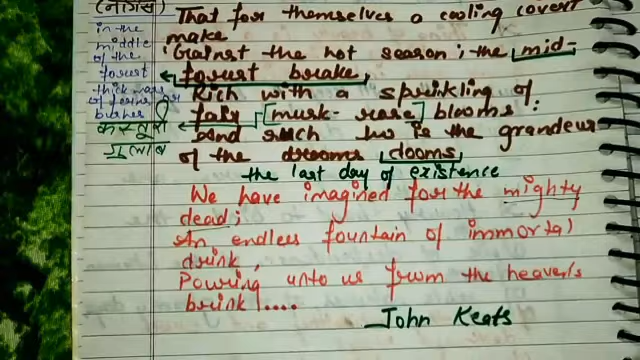 (नर्गिस)
That for themselves a cooling covert
make
'Gainst the hot season; the mid-
forest brake,
Rich with a sprinkling of
fair musk-rose blooms:
and such too is the grandeur
of the dooms
the last day of existence
We have imagined for the mighty
dead;
An endless fountain of immortal
drink,
Pouring unto us from the heaven's
brink....
John Keats
in the
middle
of the
forest
thick mass
of ferns or
bushes
कस्तूरी
गुलाब